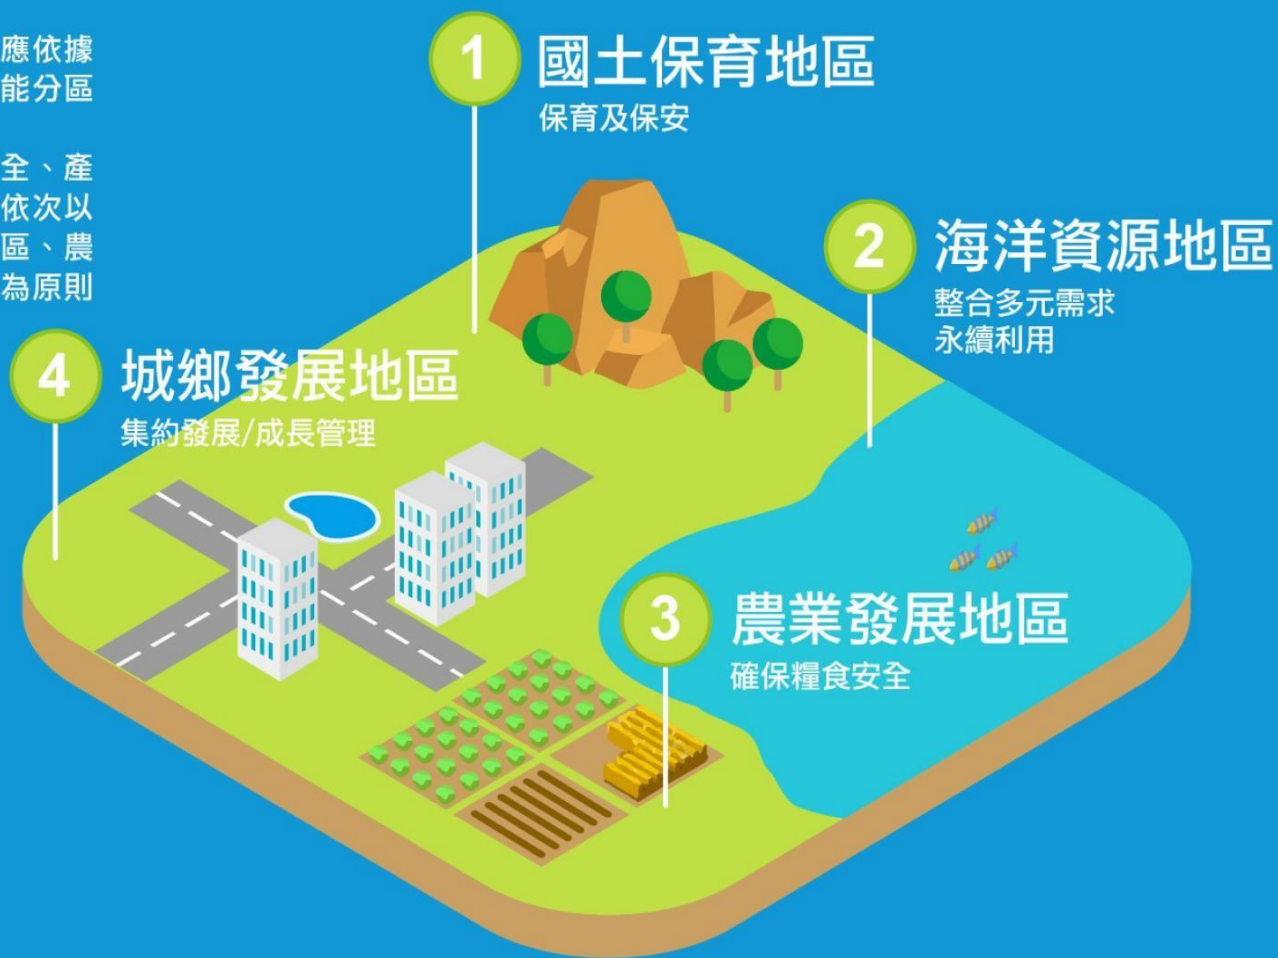 應依據
能分區
全、產
依次以
區、農
為原則
1
國土保育地區
保育及保安
2
海洋資源地區
整合多元需求
永續利用
4
城鄉發展地區
集約發展/成長管理
3
農業發展地區
確保糧食安全